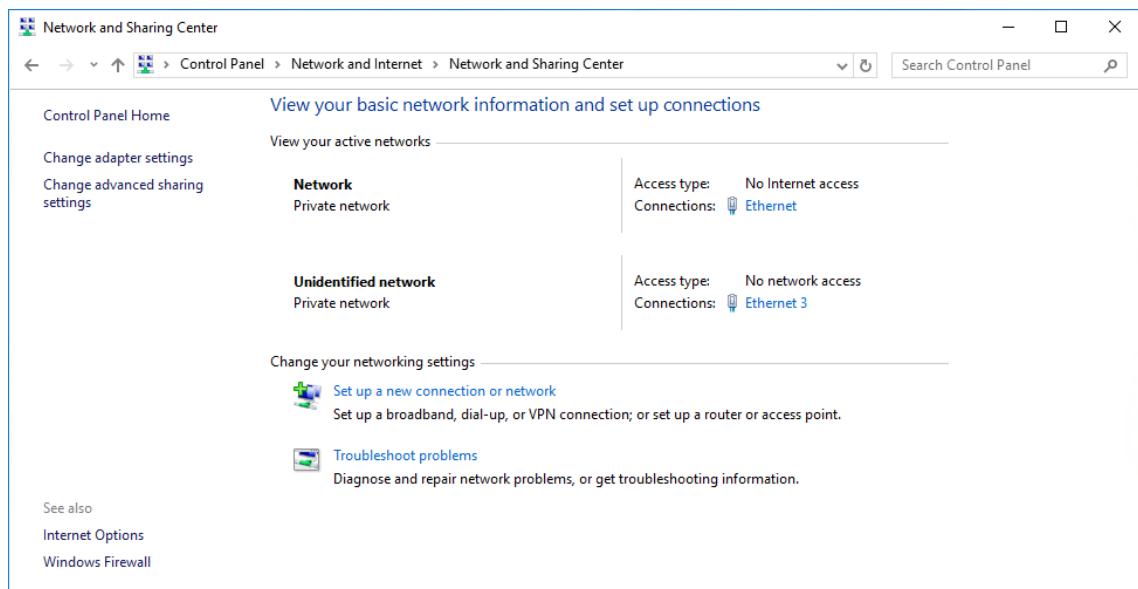 Network and Sharing Center
Control Panel > Network and Internet > Network and Sharing Center
Search Control Panel
Control Panel Home
Change adapter settings
Change advanced sharing
settings
View your basic network information and set up connections
View your active networks
Network
Private network
Access type: No Internet access
Connections: Ethernet
Unidentified network
Private network
Access type: No network access
Connections: Ethernet 3
Change your networking settings
Set up a new connection or network
Set up a broadband, dial-up, or VPN connection; or set up a router or access point.
Troubleshoot problems
Diagnose and repair network problems, or get troubleshooting information.
See also
Internet Options
Windows Firewall